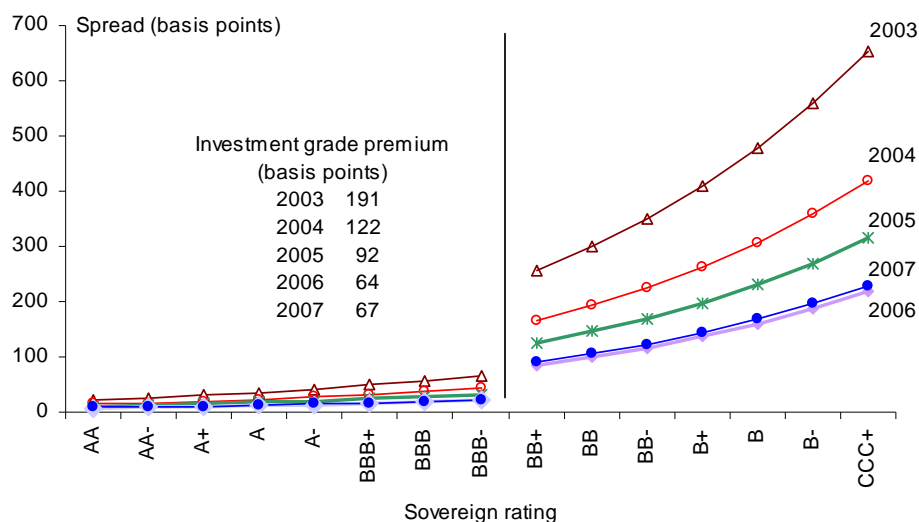 700
Spread (basis points)
600
500
400
300
200
100
0
Investment grade premium
(basis points)
2003 191
2004 122
2005 92
2006 64
2007 67
2003
2004
2005
2007
2006
AA
AA-
A+
A
A-
BBB+
BBB
BBB-
BB+
BB
BB-
B+
B
B-
CCC+
Sovereign rating